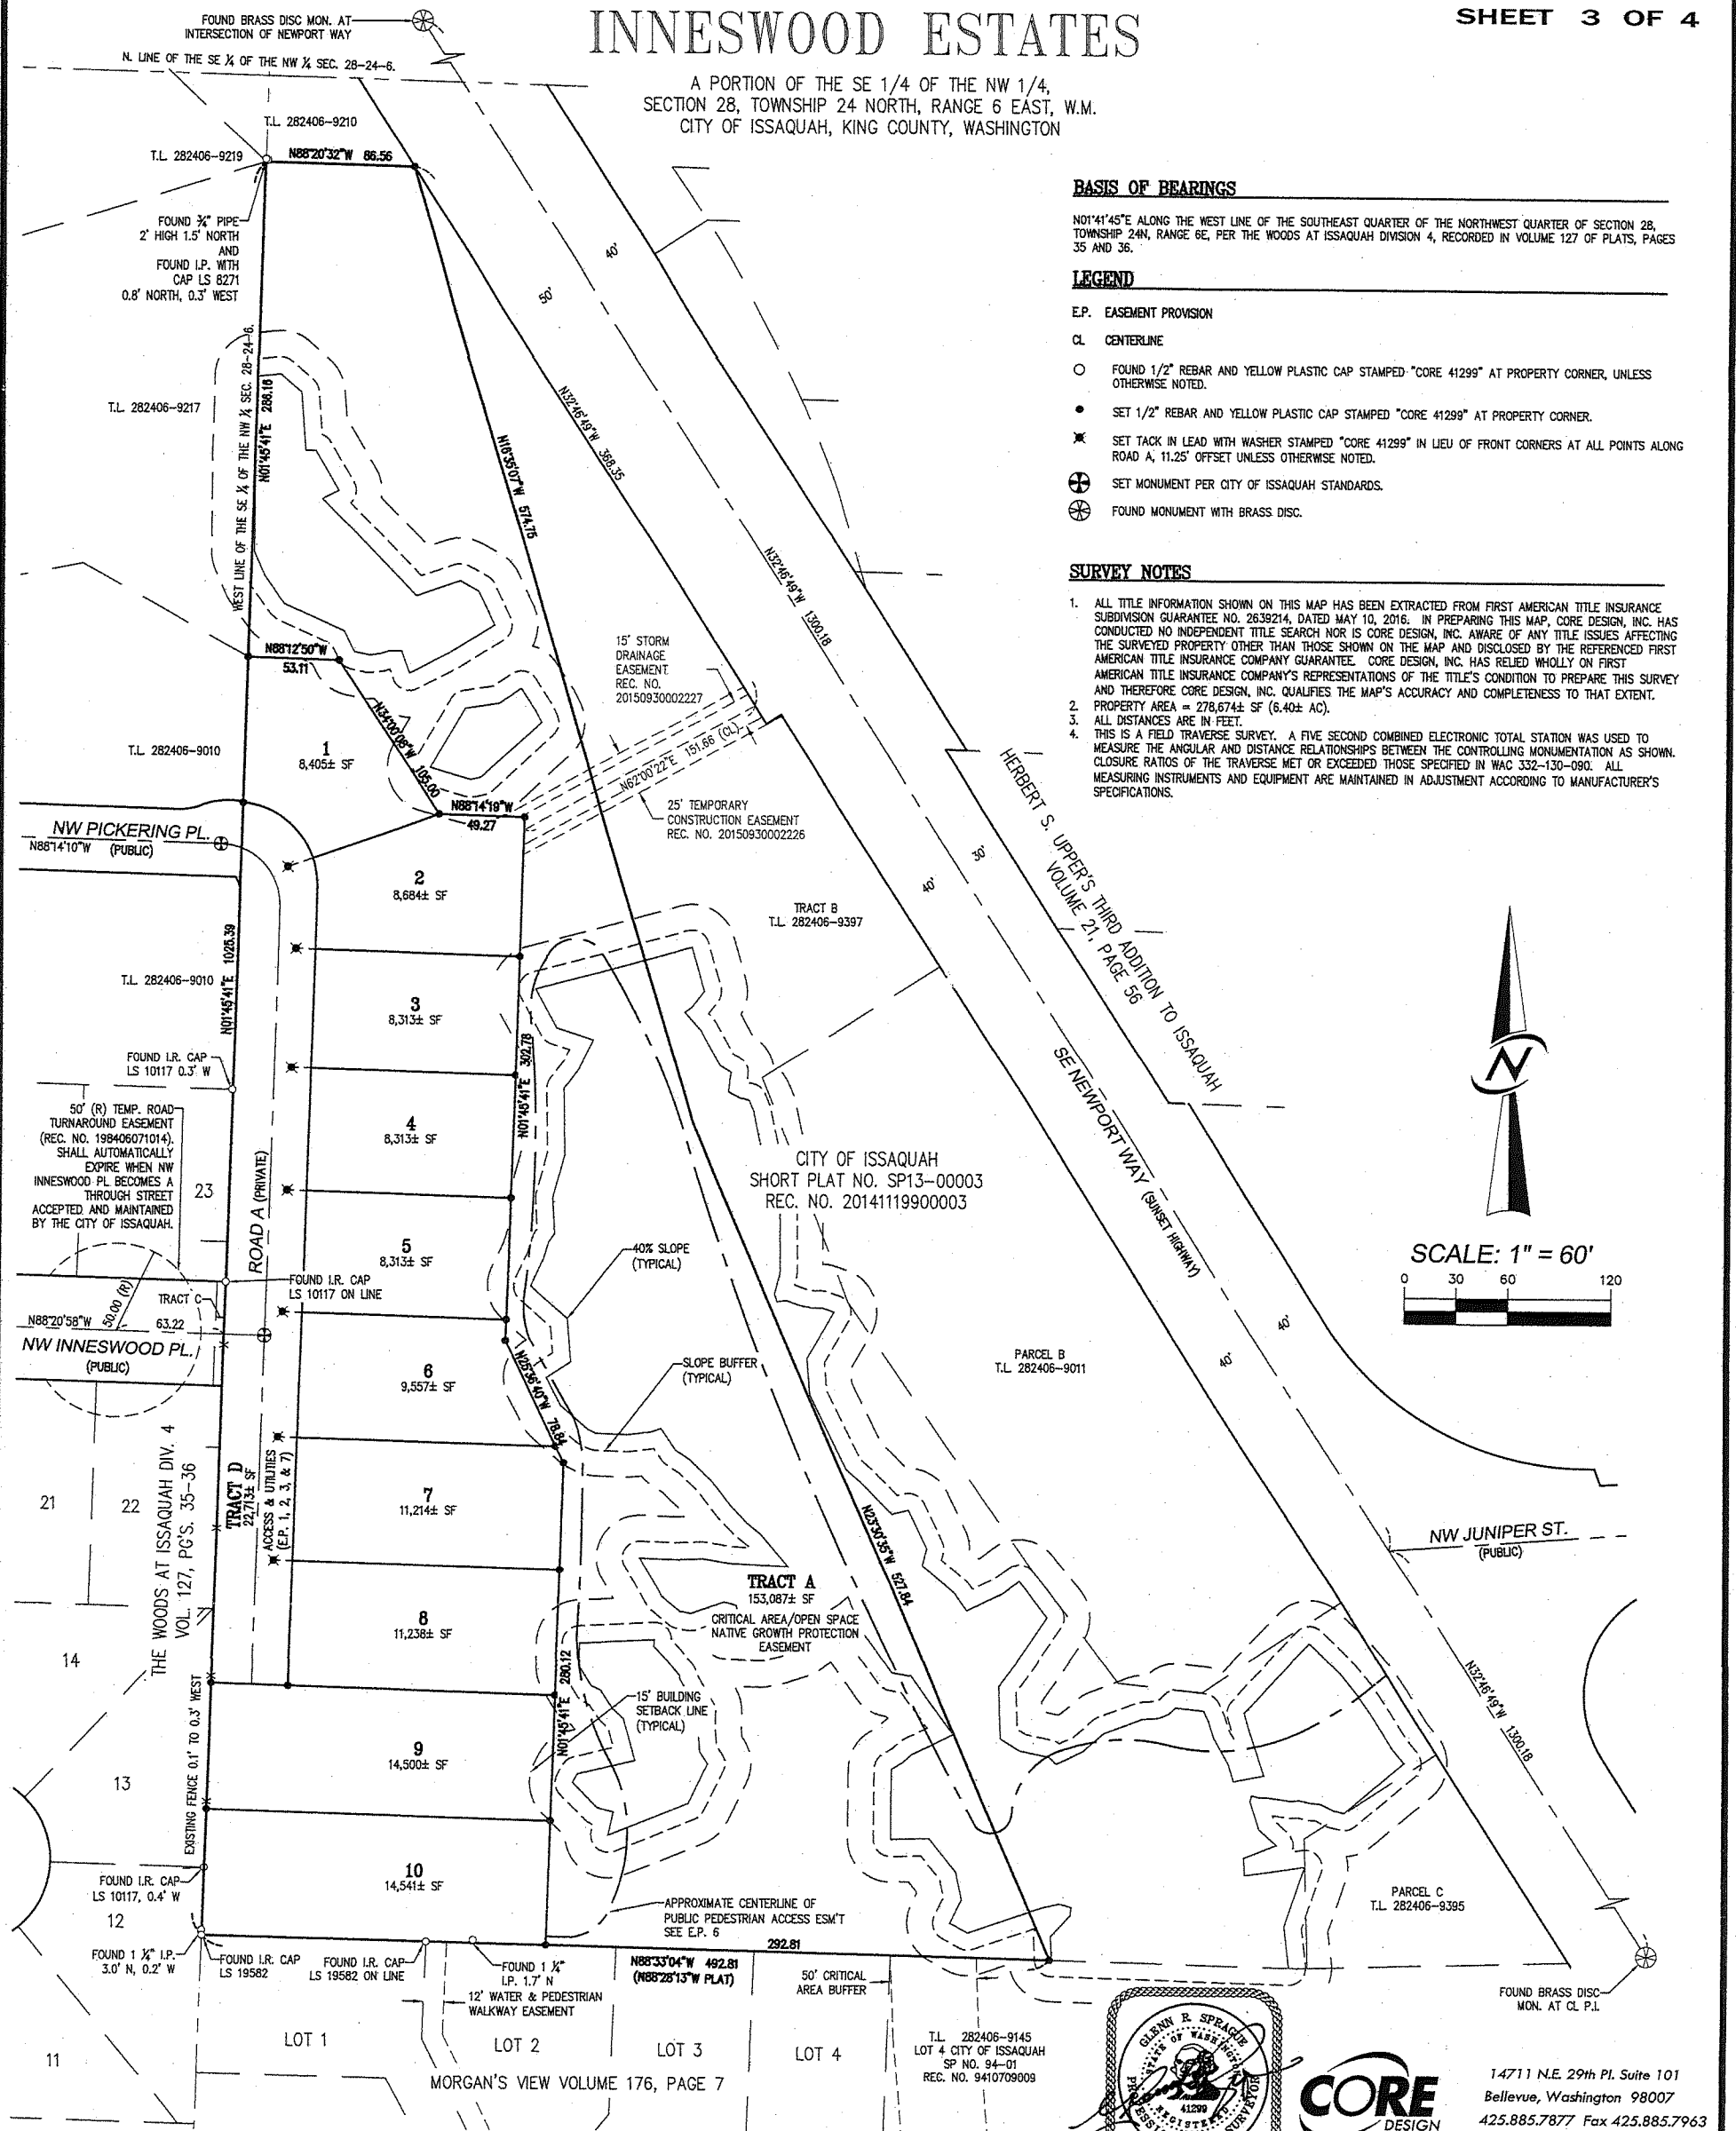 SHEET 3 OF 4
INNESWOOD ESTATES
A PORTION OF THE SE 1/4 OF THE NW 1/4,
SECTION 28, TOWNSHIP 24 NORTH, RANGE 6 EAST, W.M.
CITY OF ISSAQUAH, KING COUNTY, WASHINGTON
FOUND BRASS DISC MON. AT
INTERSECTION OF NEWPORT WAY
N. LINE OF THE SE ¼ OF THE NW ¼ SEC. 28-24-6.
T.L. 282406-9210
T.L. 282406-9219
N88°20'32"W 86.56
FOUND ¾" PIPE
2' HIGH 1.5' NORTH
AND
FOUND I.P. WITH
CAP LS 8271
0.8' NORTH, 0.3' WEST
WEST LINE OF THE SE ¼ OF THE NW ¼ SEC. 28-24-6.
N01°45'41"E 288.16
T.L. 282406-9217
40'
50'
N32°46'49"W 368.35
N16°35'07"W 574.75
N32°46'49"W 1300.18
BASIS OF BEARINGS
N01°41'45"E ALONG THE WEST LINE OF THE SOUTHEAST QUARTER OF THE NORTHWEST QUARTER OF SECTION 28,
TOWNSHIP 24N, RANGE 6E, PER THE WOODS AT ISSAQUAH DIVISION 4, RECORDED IN VOLUME 127 OF PLATS, PAGES
35 AND 36.
LEGEND
E.P. EASEMENT PROVISION
CL CENTERLINE
FOUND 1/2" REBAR AND YELLOW PLASTIC CAP STAMPED "CORE 41299" AT PROPERTY CORNER, UNLESS
OTHERWISE NOTED.
SET 1/2" REBAR AND YELLOW PLASTIC CAP STAMPED "CORE 41299" AT PROPERTY CORNER.
SET TACK IN LEAD WITH WASHER STAMPED "CORE 41299" IN LIEU OF FRONT CORNERS AT ALL POINTS ALONG
ROAD A, 11.25' OFFSET UNLESS OTHERWISE NOTED.
SET MONUMENT PER CITY OF ISSAQUAH STANDARDS.
FOUND MONUMENT WITH BRASS DISC.
SURVEY NOTES
1. ALL TITLE INFORMATION SHOWN ON THIS MAP HAS BEEN EXTRACTED FROM FIRST AMERICAN TITLE INSURANCE
SUBDIVISION GUARANTEE NO. 2639214, DATED MAY 10, 2016. IN PREPARING THIS MAP, CORE DESIGN, INC. HAS
CONDUCTED NO INDEPENDENT TITLE SEARCH NOR IS CORE DESIGN, INC. AWARE OF ANY TITLE ISSUES AFFECTING
THE SURVEYED PROPERTY OTHER THAN THOSE SHOWN ON THE MAP AND DISCLOSED BY THE REFERENCED FIRST
AMERICAN TITLE INSURANCE COMPANY GUARANTEE. CORE DESIGN, INC. HAS RELIED WHOLLY ON FIRST
AMERICAN TITLE INSURANCE COMPANY'S REPRESENTATIONS OF THE TITLE'S CONDITION TO PREPARE THIS SURVEY
AND THEREFORE CORE DESIGN, INC. QUALIFIES THE MAP'S ACCURACY AND COMPLETENESS TO THAT EXTENT.
2. PROPERTY AREA = 278,674± SF (6.40± AC).
3. ALL DISTANCES ARE IN FEET.
4. THIS IS A FIELD TRAVERSE SURVEY. A FIVE SECOND COMBINED ELECTRONIC TOTAL STATION WAS USED TO
MEASURE THE ANGULAR AND DISTANCE RELATIONSHIPS BETWEEN THE CONTROLLING MONUMENTATION AS SHOWN.
CLOSURE RATIOS OF THE TRAVERSE MET OR EXCEEDED THOSE SPECIFIED IN WAC 332-130-090. ALL
MEASURING INSTRUMENTS AND EQUIPMENT ARE MAINTAINED IN ADJUSTMENT ACCORDING TO MANUFACTURER'S
SPECIFICATIONS.
N88°12'50"W
53.11
N34°00'08"W 105.00
T.L. 282406-9010
1
8,405± SF
N88°14'19"W
49.27
15' STORM
DRAINAGE
EASEMENT
REC. NO.
20150930002227
N62°00'22"E 151.66 (CL)
25' TEMPORARY
CONSTRUCTION EASEMENT
REC. NO. 20150930002226
HERBERT S. UPPER'S THIRD ADDITION TO ISSAQUAH
VOLUME 21, PAGE 56
30'
40'
NW PICKERING PL.
N88°14'10"W (PUBLIC)
2
8,684± SF
TRACT B
T.L. 282406-9397
T.L. 282406-9010
N01°45'41"E 1025.39
3
8,313± SF
N01°45'41"E 302.78
FOUND I.R. CAP
LS 10117 0.3' W
50' (R) TEMP. ROAD
TURNAROUND EASEMENT
(REC. NO. 198406071014).
SHALL AUTOMATICALLY
EXPIRE WHEN NW
INNESWOOD PL BECOMES A
THROUGH STREET
ACCEPTED AND MAINTAINED
BY THE CITY OF ISSAQUAH.
23
ROAD A (PRIVATE)
4
8,313± SF
CITY OF ISSAQUAH
SHORT PLAT NO. SP13-00003
REC. NO. 20141119900003
SE NEWPORT WAY (SUNSET HIGHWAY)
N
SCALE: 1" = 60'
0 30 60 120
5
8,313± SF
40% SLOPE
(TYPICAL)
FOUND I.R. CAP
LS 10117 ON LINE
TRACT C
50.00 (R)
N88°20'58"W 63.22
NW INNESWOOD PL.
(PUBLIC)
40'
40'
6
9,557± SF
N25°36'40"W 78.84
SLOPE BUFFER
(TYPICAL)
PARCEL B
T.L. 282406-9011
21
22
THE WOODS AT ISSAQUAH DIV. 4
VOL. 127, PG'S. 35-36
TRACT D
22,713± SF
ACCESS & UTILITIES
(E.P. 1, 2, 3, & 7)
7
11,214± SF
N23°30'35"W 527.84
NW JUNIPER ST.
(PUBLIC)
TRACT A
153,087± SF
CRITICAL AREA/OPEN SPACE
NATIVE GROWTH PROTECTION
EASEMENT
8
11,238± SF
14
N01°45'41"E 280.12
15' BUILDING
SETBACK LINE
(TYPICAL)
N32°46'49"W 1300.18
9
14,500± SF
13
EXISTING FENCE 0.1' TO 0.3' WEST
10
14,541± SF
FOUND I.R. CAP
LS 10117, 0.4' W
12
APPROXIMATE CENTERLINE OF
PUBLIC PEDESTRIAN ACCESS ESM'T
SEE E.P. 6
PARCEL C
T.L. 282406-9395
292.81
FOUND 1 ¼" I.P.
3.0' N, 0.2' W
FOUND I.R. CAP
LS 19582
FOUND I.R. CAP
LS 19582 ON LINE
FOUND 1 ¼"
I.P. 1.7' N
N88°33'04"W 492.81
(N88°28'13"W PLAT)
50' CRITICAL
AREA BUFFER
12' WATER & PEDESTRIAN
WALKWAY EASEMENT
FOUND BRASS DISC
MON. AT CL P.I.
11
LOT 1
LOT 2
LOT 3
LOT 4
T.L. 282406-9145
LOT 4 CITY OF ISSAQUAH
SP NO. 94-01
REC. NO. 9410709009
MORGAN'S VIEW VOLUME 176, PAGE 7
GLENN R. SPRAGUE
STATE OF WASHINGTON
41299
REGISTERED
CORE
DESIGN
14711 N.E. 29th Pl. Suite 101
Bellevue, Washington 98007
425.885.7877 Fax 425.885.7963